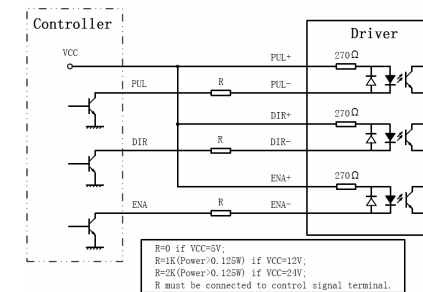 Controller
Driver
VCC
PUL+
270Ω
PUL
R
PUL-
DIR+
270Ω
DIR
R
DIR-
ENA+
270Ω
ENA
R
ENA-
R=0 if VCC=5V;
R=1K(Power>0.125W) if VCC=12V;
R=2K(Power>0.125W) if VCC=24V;
R must be connected to control signal terminal.